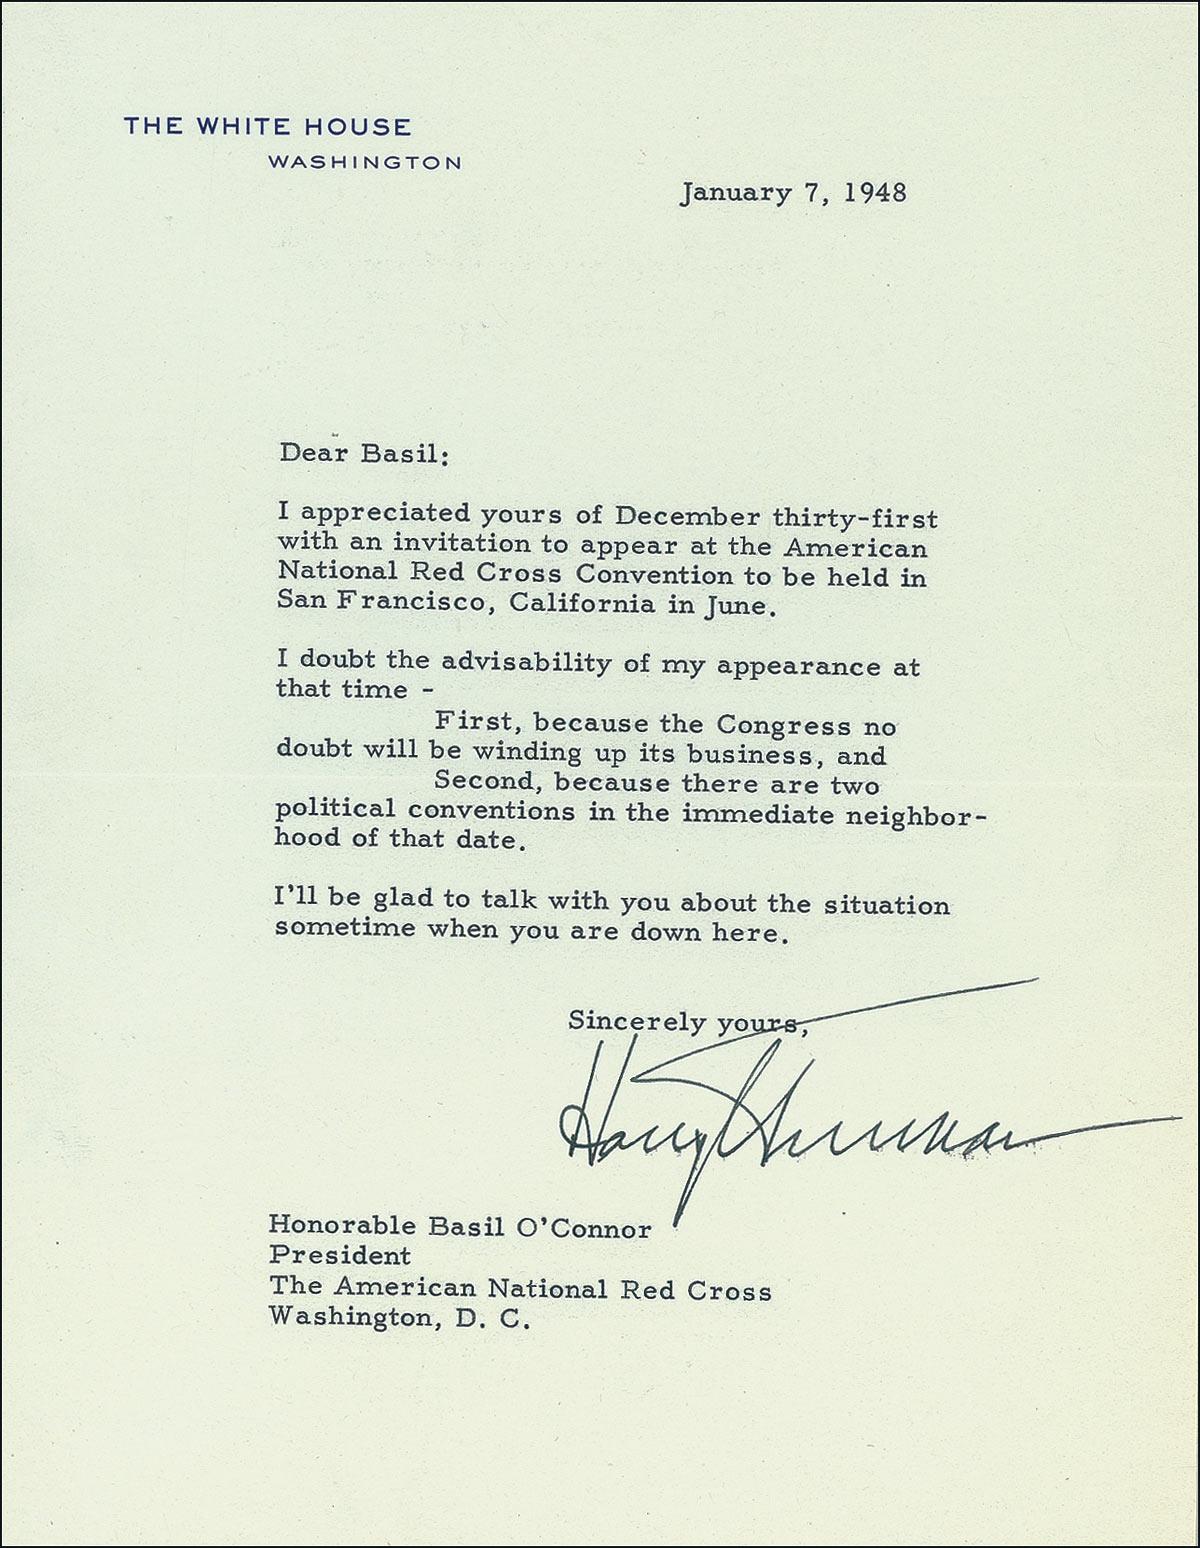 THE WHITE HOUSE
WASHINGTON
January 7, 1948
Dear Basil:
I appreciated yours of December thirty-first
with an invitation to appear at the American
National Red Cross Convention to be held in
San Francisco, California in June.
I doubt the advisability of my appearance at
that time -
First, because the Congress no
doubt will be winding up its business, and
Second, because there are two
political conventions in the immediate neighbor-
hood of that date.
I'll be glad to talk with you about the situation
sometime when you are down here.
Sincerely yours,
Harry Truman
Honorable Basil O'Connor
President
The American National Red Cross
Washington, D. C.